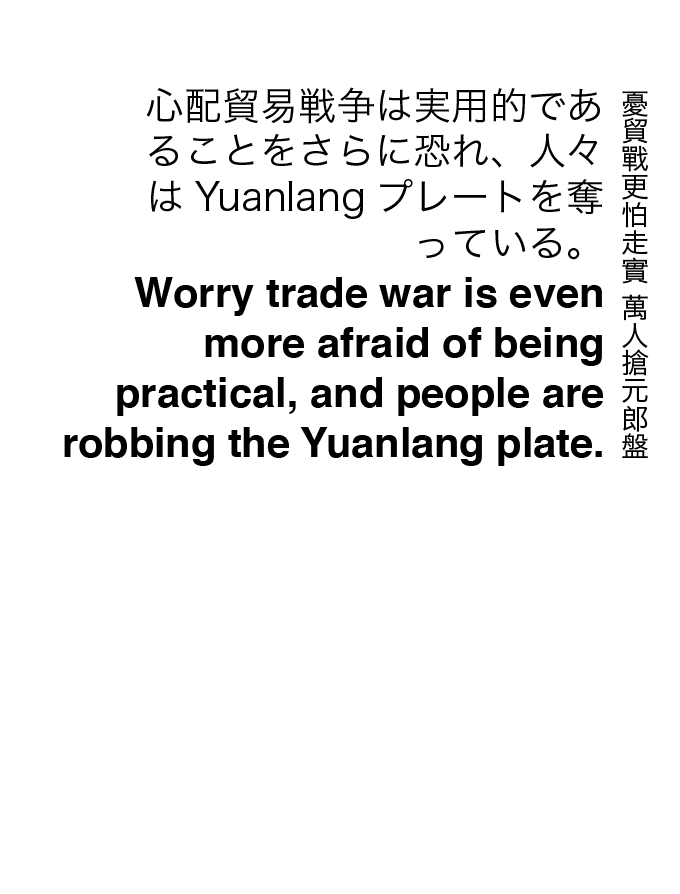 心配貿易戦争は実用的であ
ることをさらに恐れ、人々
は Yuanlang プレートを奪
っている。
Worry trade war is even
more afraid of being
practical, and people are
robbing the Yuanlang plate.
憂貿戰更怕走實 萬人搶元郎盤